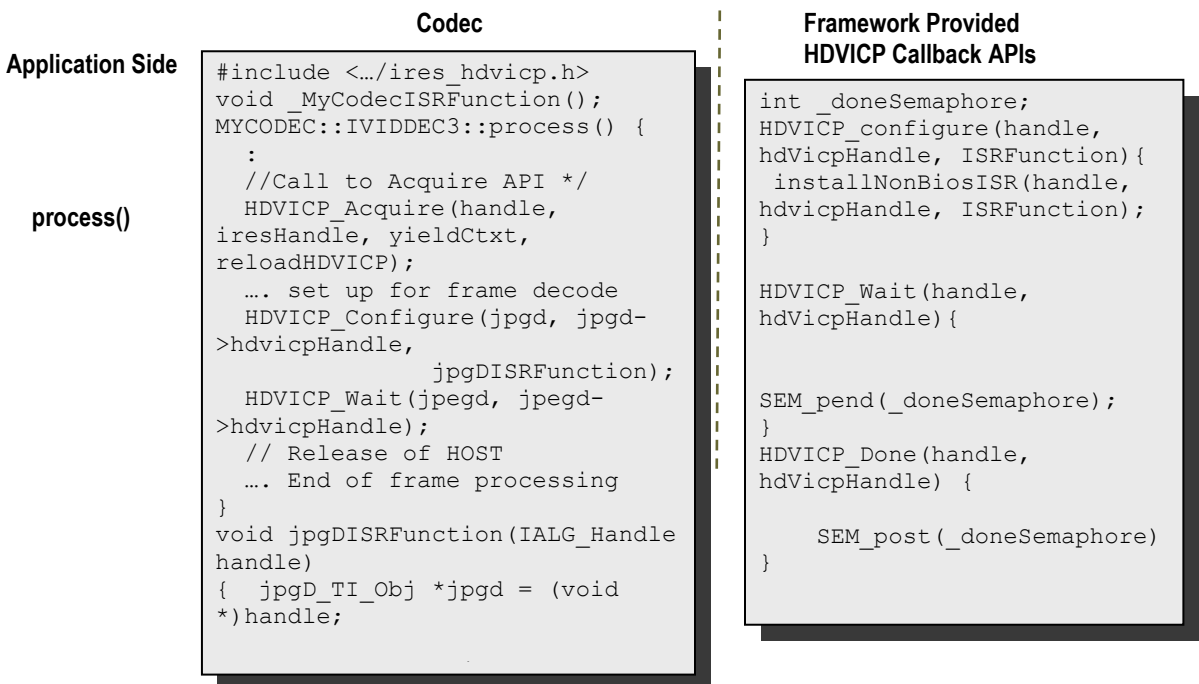 Codec
Framework Provided
HDVICP Callback APIs
Application Side
process()
#include <…/ires_hdvicp.h>
void _MyCodecISRFunction();
MYCODEC::IVIDDEC3::process() {
:
//Call to Acquire API */
HDVICP_Acquire(handle,
iresHandle, yieldCtxt,
reloadHDVICP);
…. set up for frame decode
HDVICP_Configure(jpgd, jpgd-
>hdvicpHandle,
jpgDISRFunction);
HDVICP_Wait(jpegd, jpegd-
>hdvicpHandle);
// Release of HOST
…. End of frame processing
}
void jpgDISRFunction(IALG_Handle
handle)
{ jpgD_TI_Obj *jpgd = (void
*)handle;
int _doneSemaphore;
HDVICP_configure(handle,
hdVicpHandle, ISRFunction){
installNonBiosISR(handle,
hdvicpHandle, ISRFunction);
}
HDVICP_Wait(handle,
hdVicpHandle){
SEM_pend(_doneSemaphore);
}
HDVICP_Done(handle,
hdVicpHandle) {
SEM_post(_doneSemaphore)
}